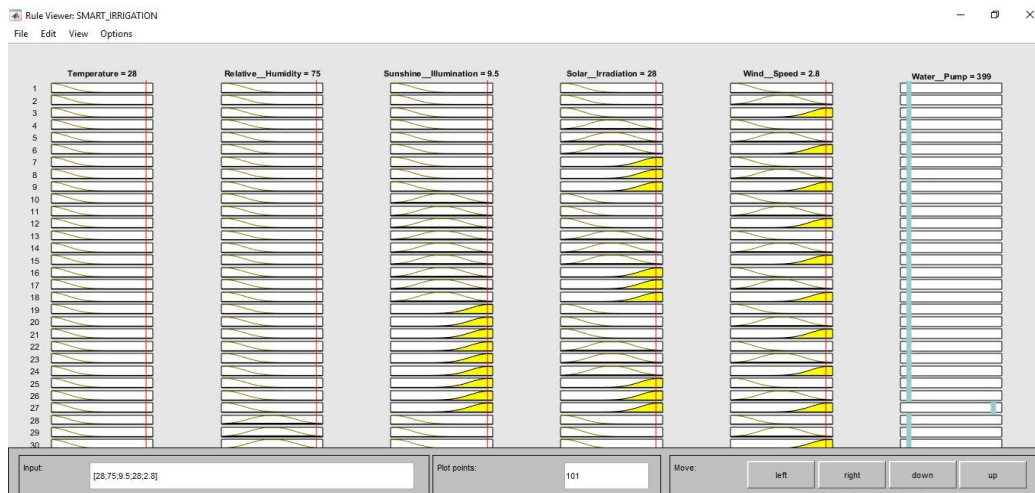 Rule Viewer: SMART_IRRIGATION
File Edit View Options
Temperature = 28
Relative__Humidity = 75
Sunshine__Illumination = 9.5
Solar__Irradiation = 28
Wind__Speed = 2.8
Water__Pump = 399
1
2
3
4
5
6
7
8
9
10
11
12
13
14
15
16
17
18
19
20
21
22
23
24
25
26
27
28
29
30
Input:
[28;75;9.5;28;2.8]
Plot points:
101
Move:
left
right
down
up